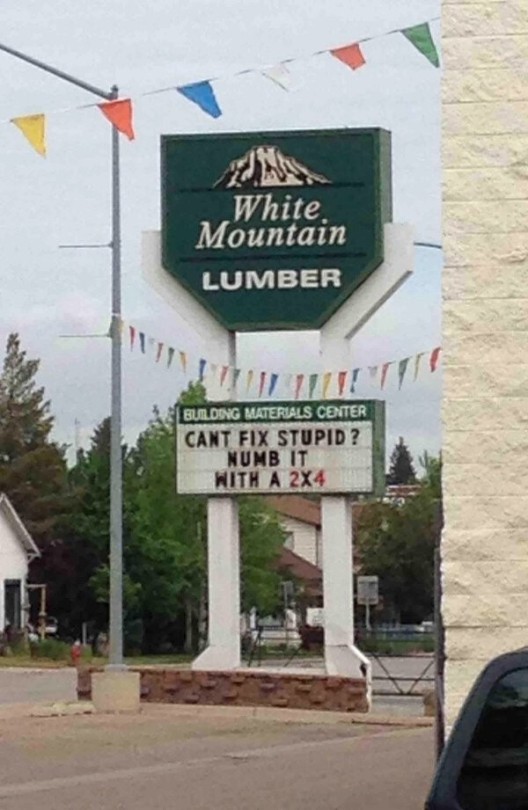 White
Mountain
LUMBER
BUILDING MATERIALS CENTER
CANT FIX STUPID?
NUMB IT
WITH A 2X4